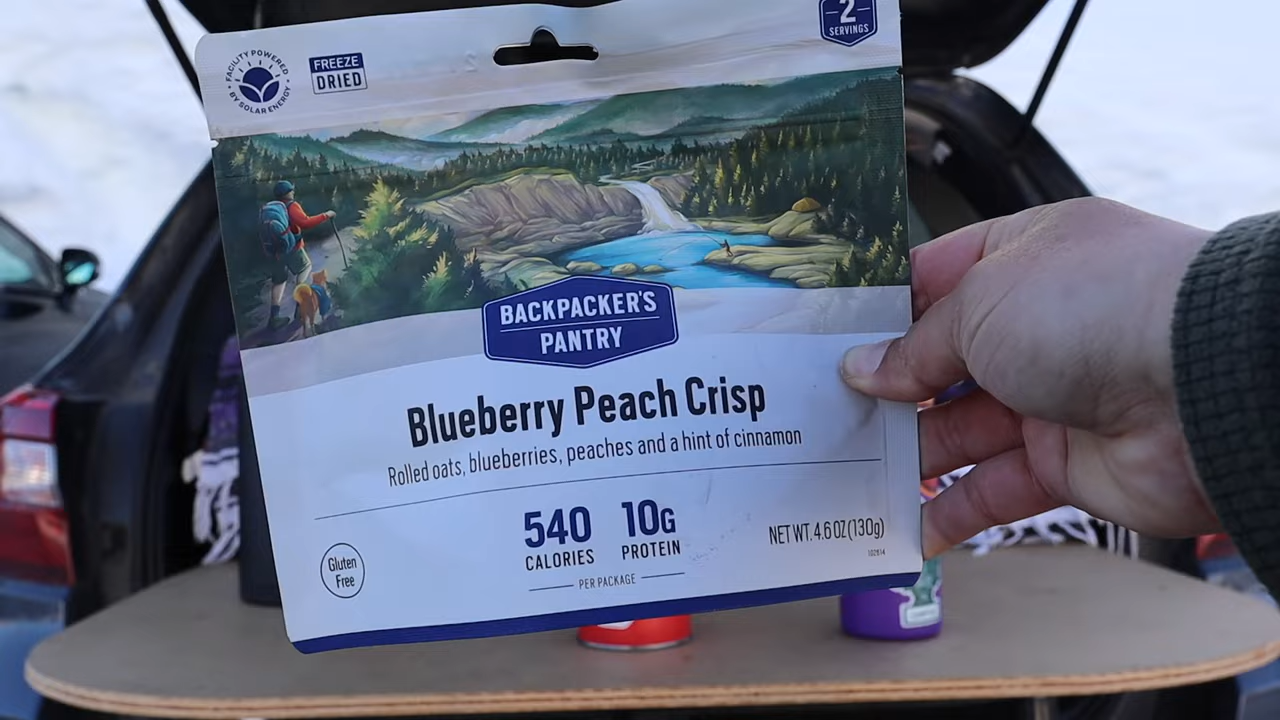 FACILITY POWERED
BY SOLAR ENERGY
FREEZE
DRIED
2
SERVINGS
BACKPACKER'S
PANTRY
Blueberry Peach Crisp
Rolled oats, blueberries, peaches and a hint of cinnamon
540
CALORIES
10G
PROTEIN
PER PACKAGE
Gluten
Free
NET WT. 4.6 OZ (130g)
102814